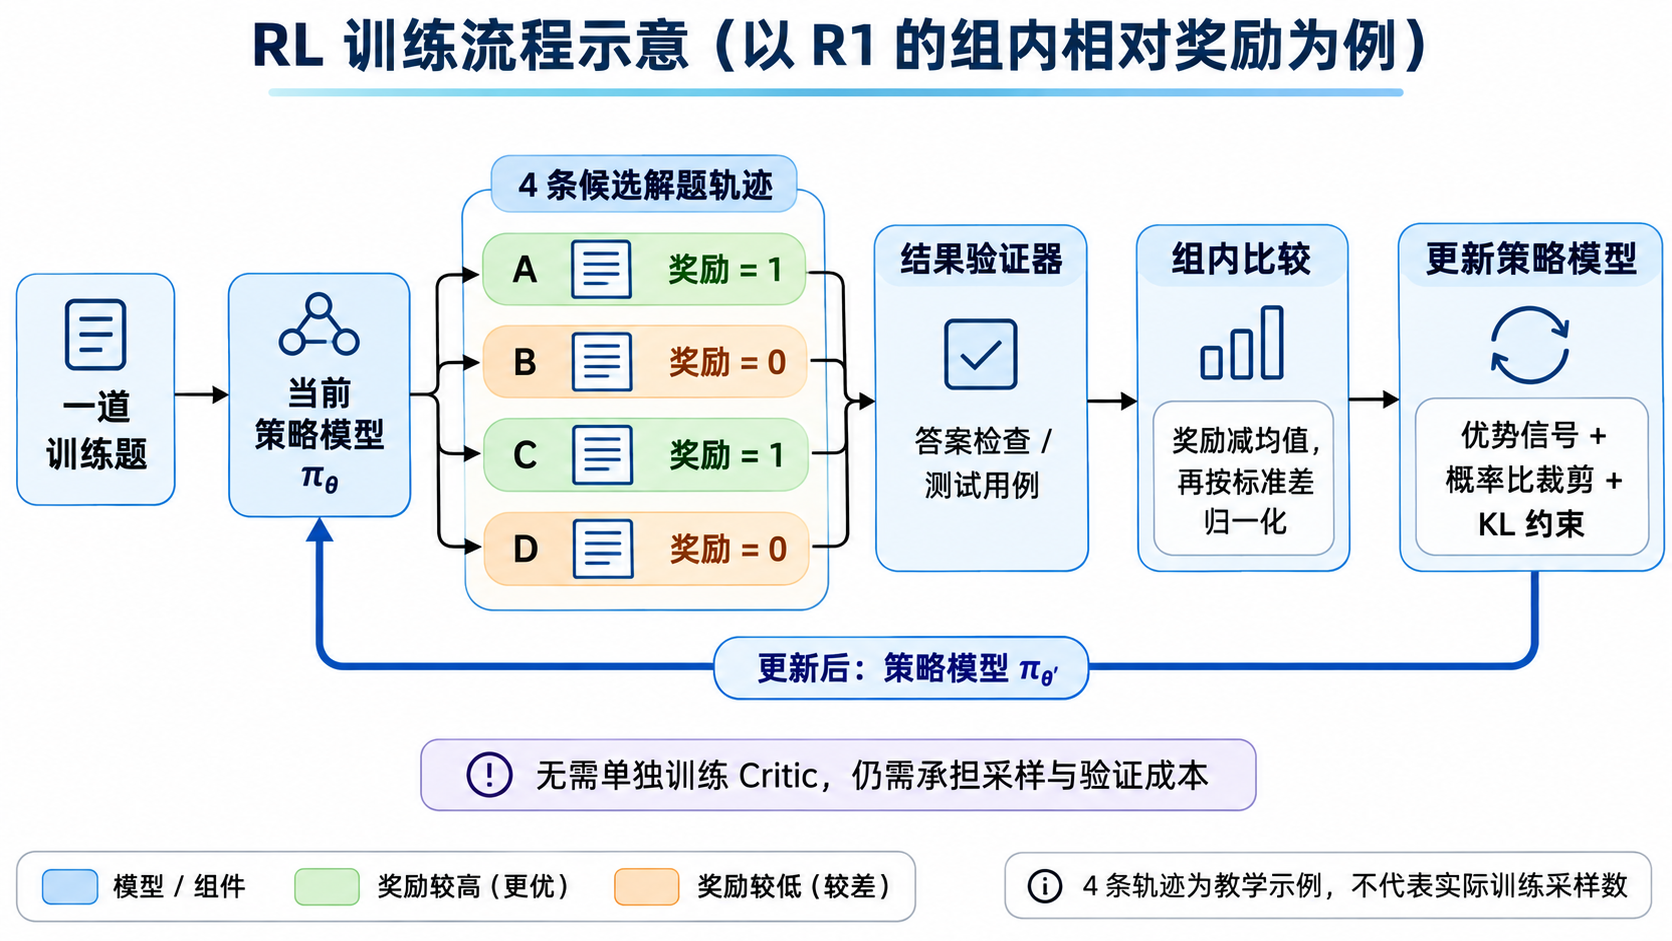 RL 训练流程示意（以 R1 的组内相对奖励为例）
一道
训练题
当前
策略模型
πθ
4 条候选解题轨迹
A 奖励 = 1
B 奖励 = 0
C 奖励 = 1
D 奖励 = 0
结果验证器
答案检查 /
测试用例
组内比较
奖励减均值，
再按标准差
归一化
更新策略模型
优势信号 +
概率比裁剪 +
KL 约束
更新后：策略模型 πθ′
无需单独训练 Critic，仍需承担采样与验证成本
模型 / 组件
奖励较高（更优）
奖励较低（较差）
4 条轨迹为教学示例，不代表实际训练采样数